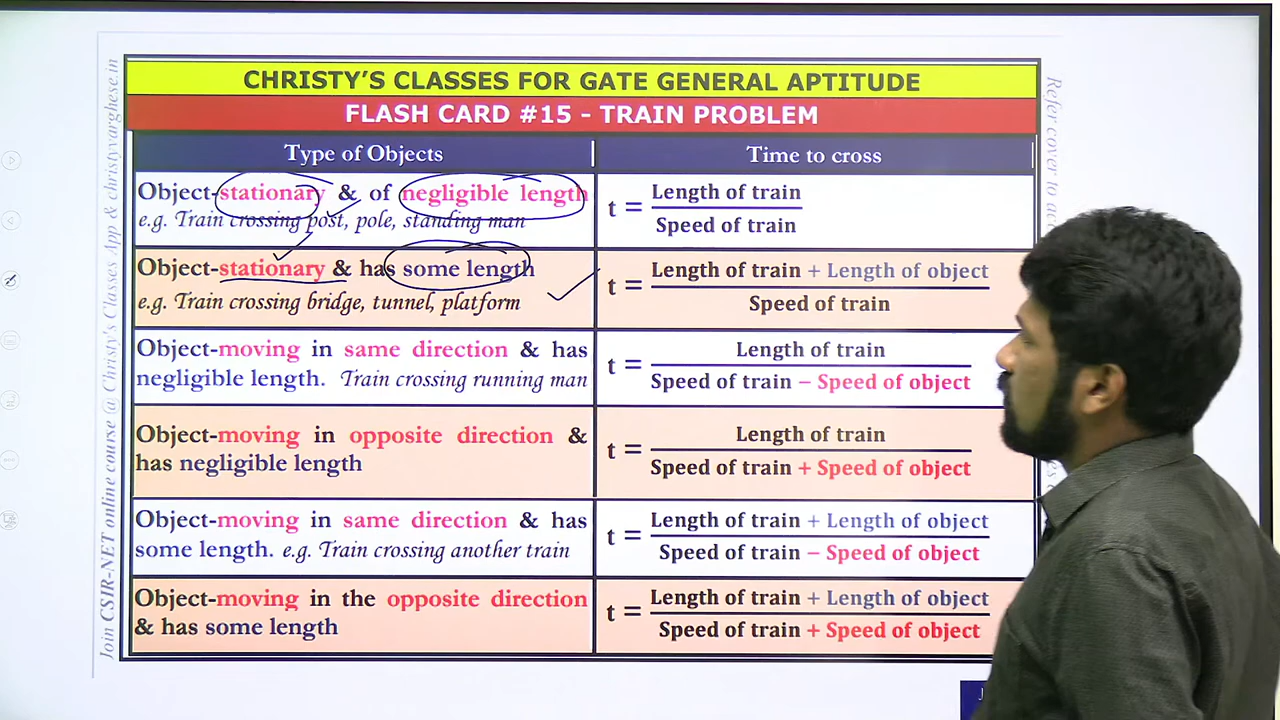 CHRISTY'S CLASSES FOR GATE GENERAL APTITUDE
FLASH CARD #15 - TRAIN PROBLEM
Type of Objects
Time to cross
Object-stationary & of negligible length
e.g. Train crossing post, pole, standing man
t = Length of train
Speed of train
Object-stationary & has some length
e.g. Train crossing bridge, tunnel, platform
t = Length of train + Length of object
Speed of train
Object-moving in same direction & has
negligible length. Train crossing running man
t = Length of train
Speed of train − Speed of object
Object-moving in opposite direction &
has negligible length
t = Length of train
Speed of train + Speed of object
Object-moving in same direction & has
some length. e.g. Train crossing another train
t = Length of train + Length of object
Speed of train − Speed of object
Object-moving in the opposite direction
& has some length
t = Length of train + Length of object
Speed of train + Speed of object
Join CSIR-NET online course @ Christy's Classes App & christyvarghese.in
Refer cover to